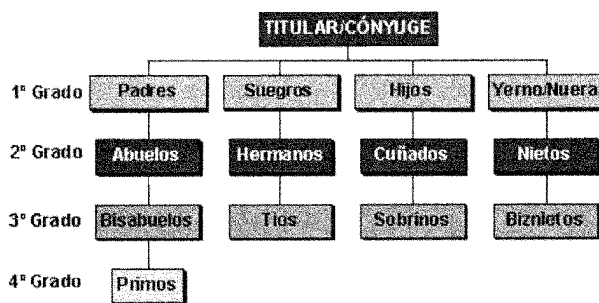 TITULAR/CÓNYUGE
1º Grado Padres Suegros Hijos Yerno/Nuera
2º Grado Abuelos Hermanos Cuñados Nietos
3º Grado Bisabuelos Tíos Sobrinos Biznietos
4º Grado Primos